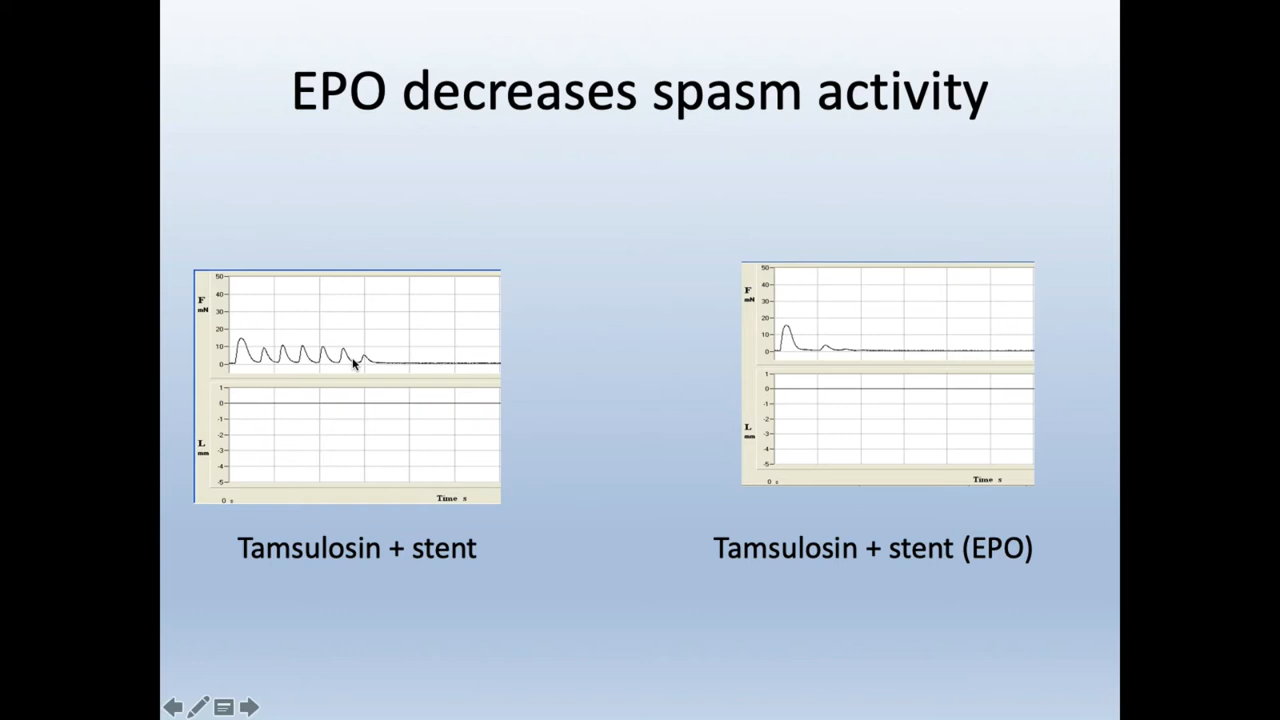 EPO decreases spasm activity
F
mN
50
40
30
20
10
0
1
0
-1
-2
-3
-4
-5
L
mm
0 s
Time s
F
mN
50
40
30
20
10
0
1
0
-1
-2
-3
-4
-5
L
mm
0 s
Time s
Tamsulosin + stent
Tamsulosin + stent (EPO)